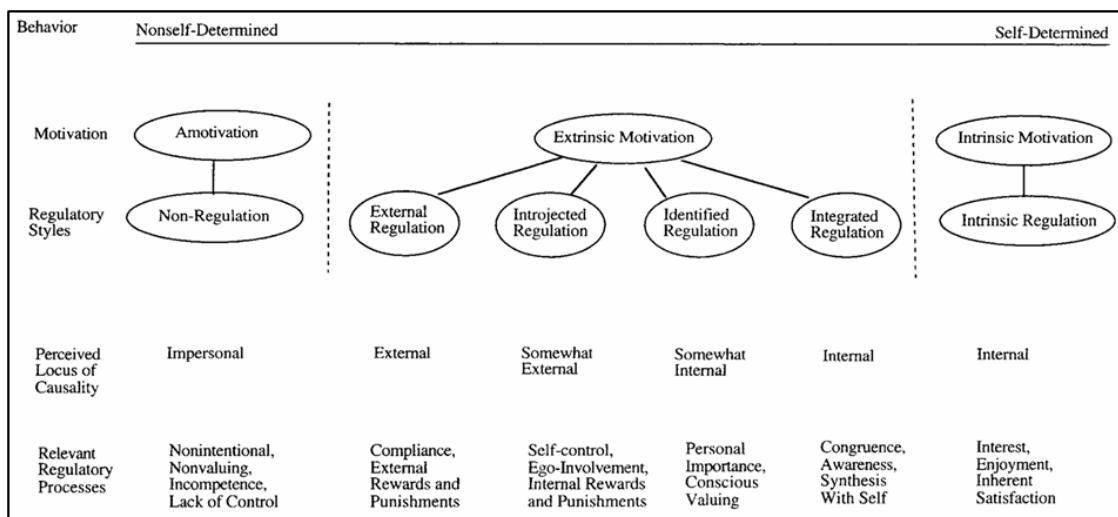 Behavior
Nonself-Determined
Self-Determined
Motivation
Amotivation
Extrinsic Motivation
Intrinsic Motivation
Regulatory
Styles
Non-Regulation
External
Regulation
Introjected
Regulation
Identified
Regulation
Integrated
Regulation
Intrinsic Regulation
Perceived
Locus of
Causality
Impersonal
External
Somewhat
External
Somewhat
Internal
Internal
Internal
Relevant
Regulatory
Processes
Nonintentional,
Nonvaluing,
Incompetence,
Lack of Control
Compliance,
External
Rewards and
Punishments
Self-control,
Ego-Involvement,
Internal Rewards
and Punishments
Personal
Importance,
Conscious
Valuing
Congruence,
Awareness,
Synthesis
With Self
Interest,
Enjoyment,
Inherent
Satisfaction